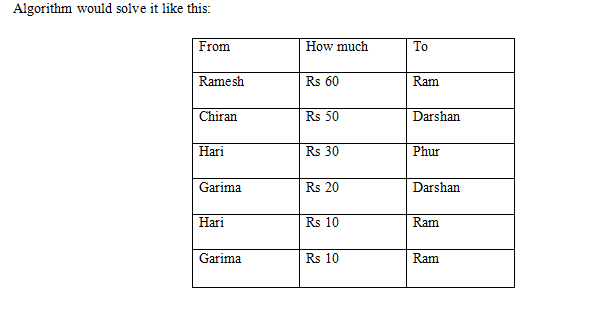 Algorithm would solve it like this:
From How much To
Ramesh Rs 60 Ram
Chiran Rs 50 Darshan
Hari Rs 30 Phur
Garima Rs 20 Darshan
Hari Rs 10 Ram
Garima Rs 10 Ram